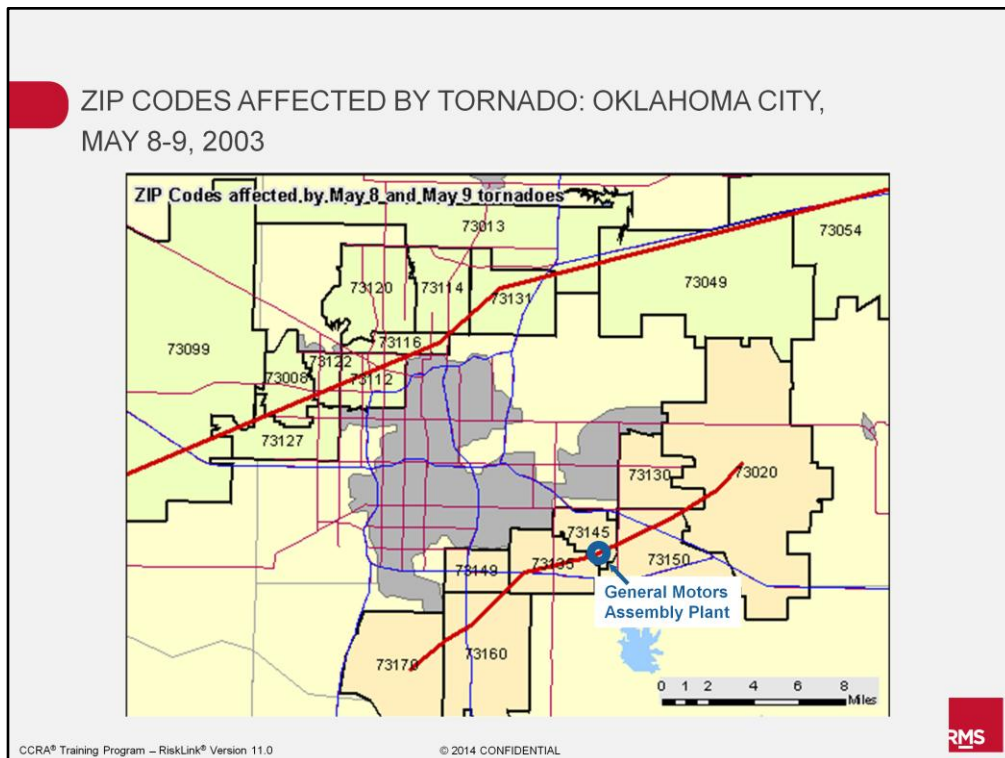 ZIP CODES AFFECTED BY TORNADO: OKLAHOMA CITY,
MAY 8-9, 2003
ZIP Codes affected by May 8 and May 9 tornadoes
73013
73054
73120
73114
73131
73049
73099
73116
73122
73008
73112
73127
73130
73020
73145
73149
73135
73150
General Motors
Assembly Plant
73170
73160
0 1 2 4 6 8
Miles
CCRA® Training Program – RiskLink® Version 11.0
© 2014 CONFIDENTIAL
RMS